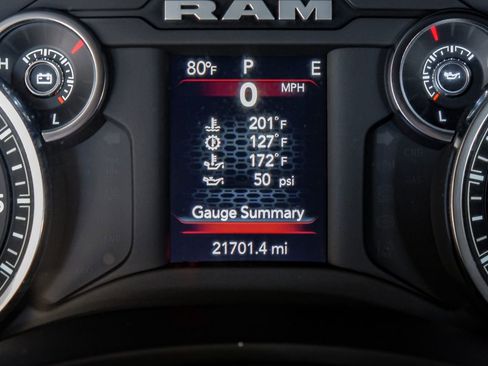 RAM
H
80°F P E
0 MPH
201°F
127°F
172°F
50 psi
Gauge Summary
21701.4 mi
L
L